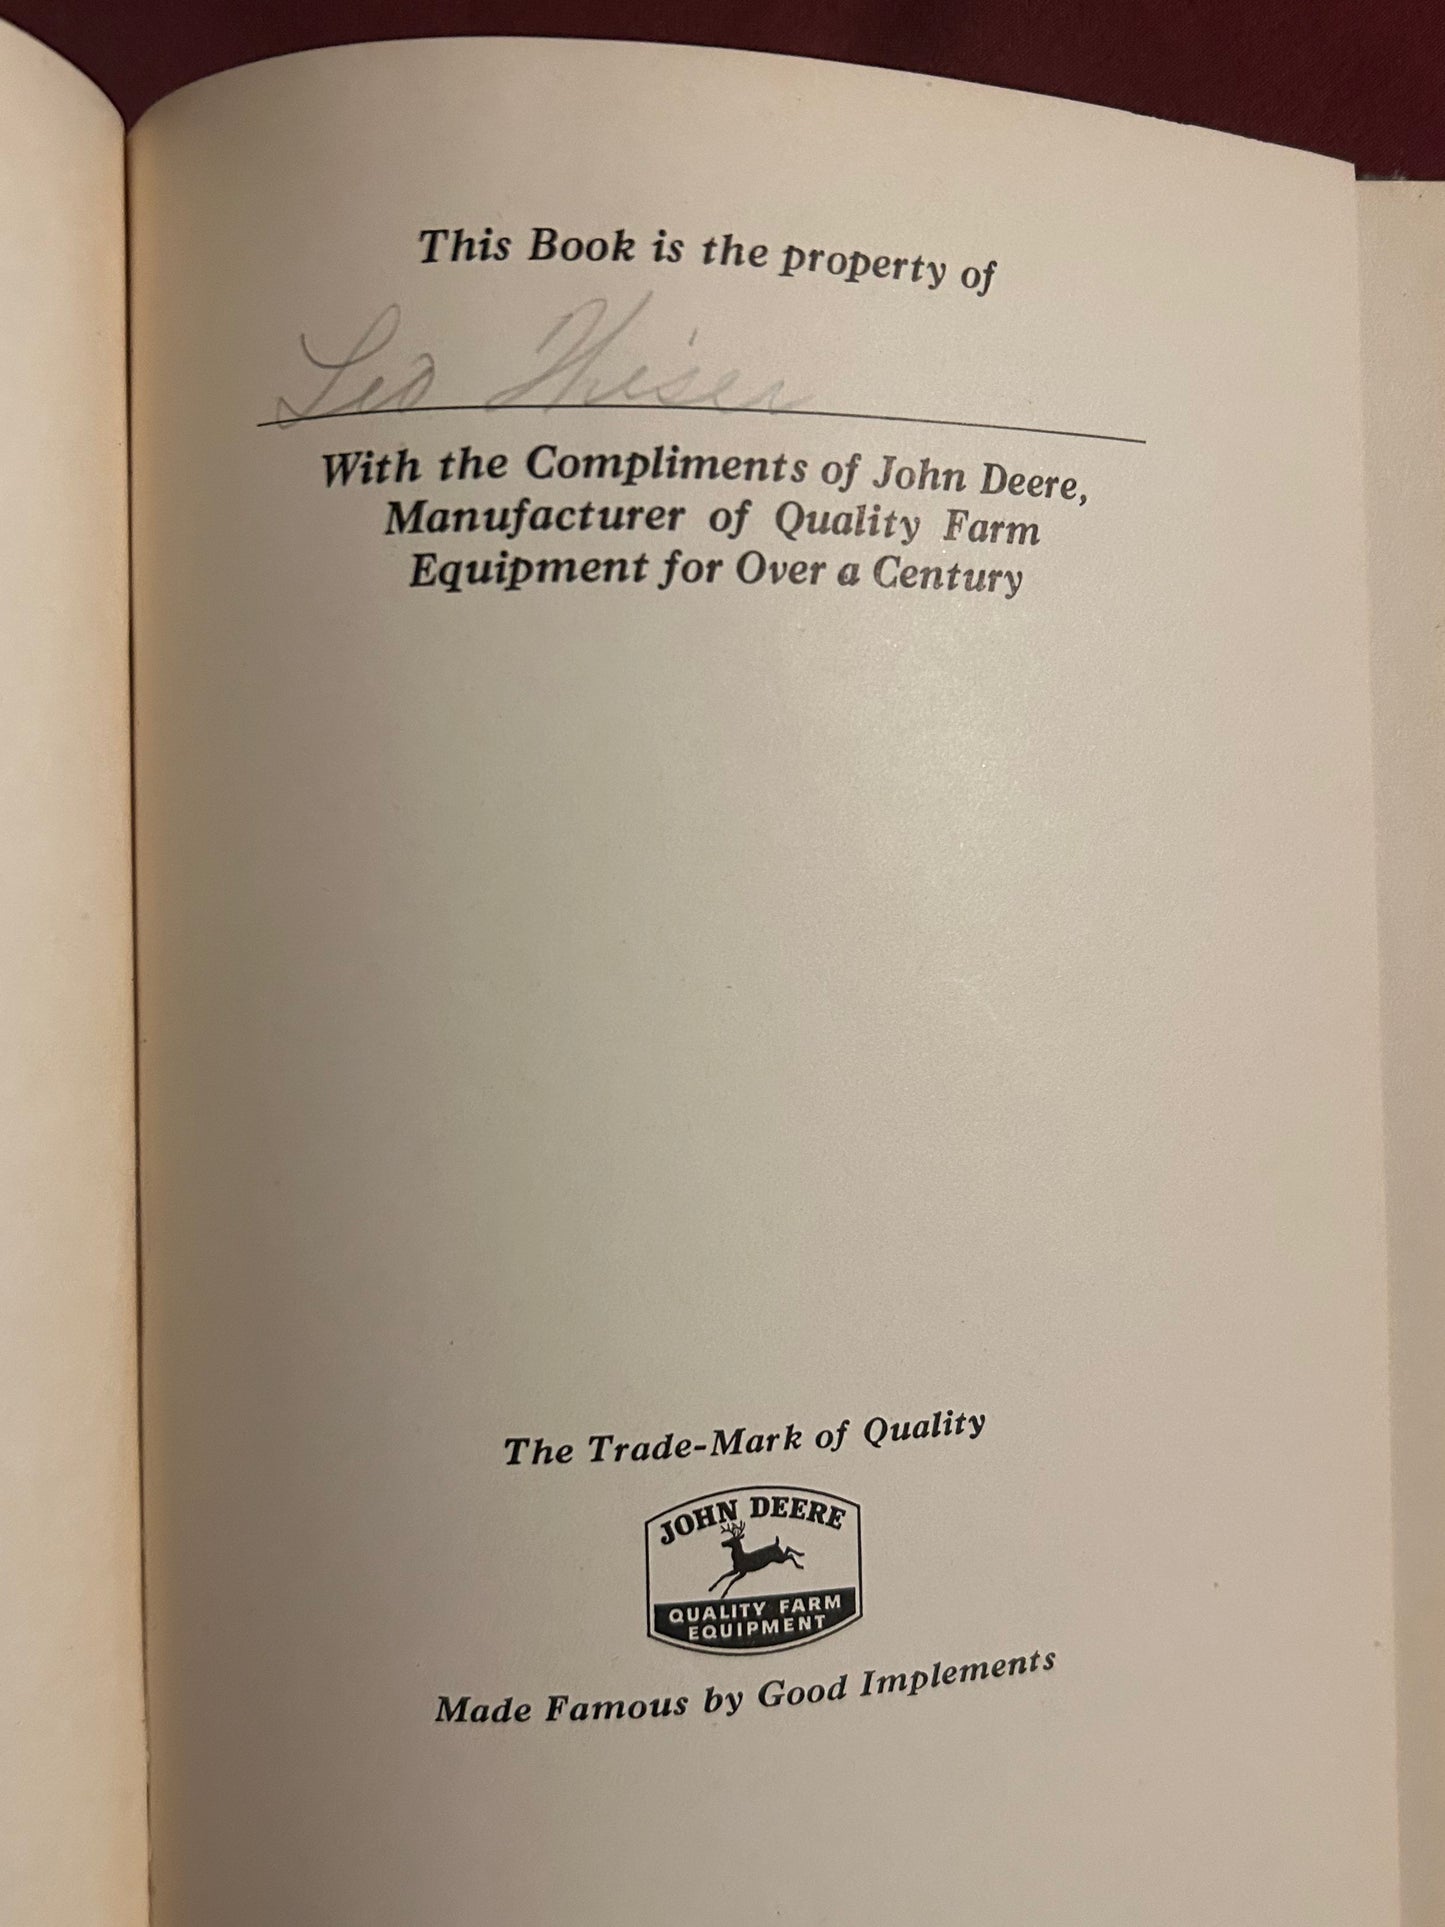 This Book is the property of
Leo
With the Compliments of John Deere,
Manufacturer of Quality Farm
Equipment for Over a Century
The Trade-Mark of Quality
JOHN DEERE
QUALITY FARM
EQUIPMENT
Made Famous by Good Implements